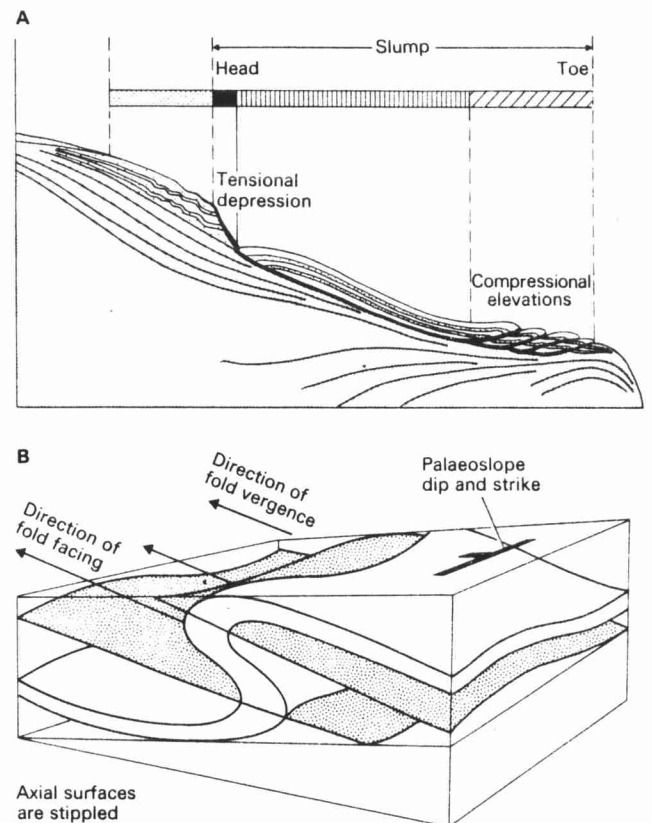 A
Slump
Head
Toe
Tensional
depression
Compressional
elevations
B
Direction of
fold vergence
Palaeoslope
dip and strike
Direction of
fold facing
Axial surfaces
are stippled